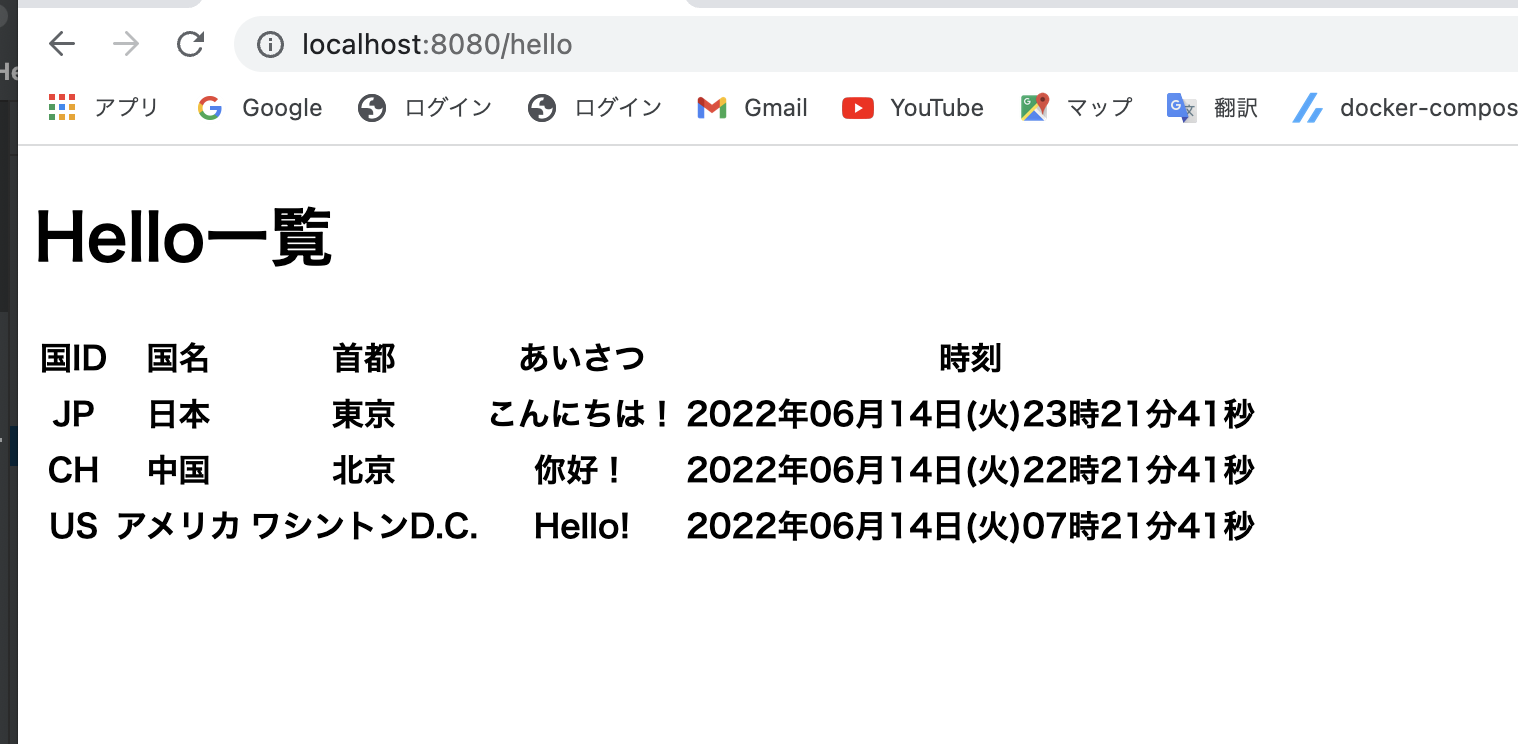 localhost:8080/hello
アプリ Google ログイン ログイン Gmail YouTube マップ 翻訳 docker-compos
Hello一覧
国ID 国名 首都 あいさつ 時刻
JP 日本 東京 こんにちは！ 2022年06月14日(火)23時21分41秒
CH 中国 北京 你好！ 2022年06月14日(火)22時21分41秒
US アメリカ ワシントンD.C. Hello! 2022年06月14日(火)07時21分41秒